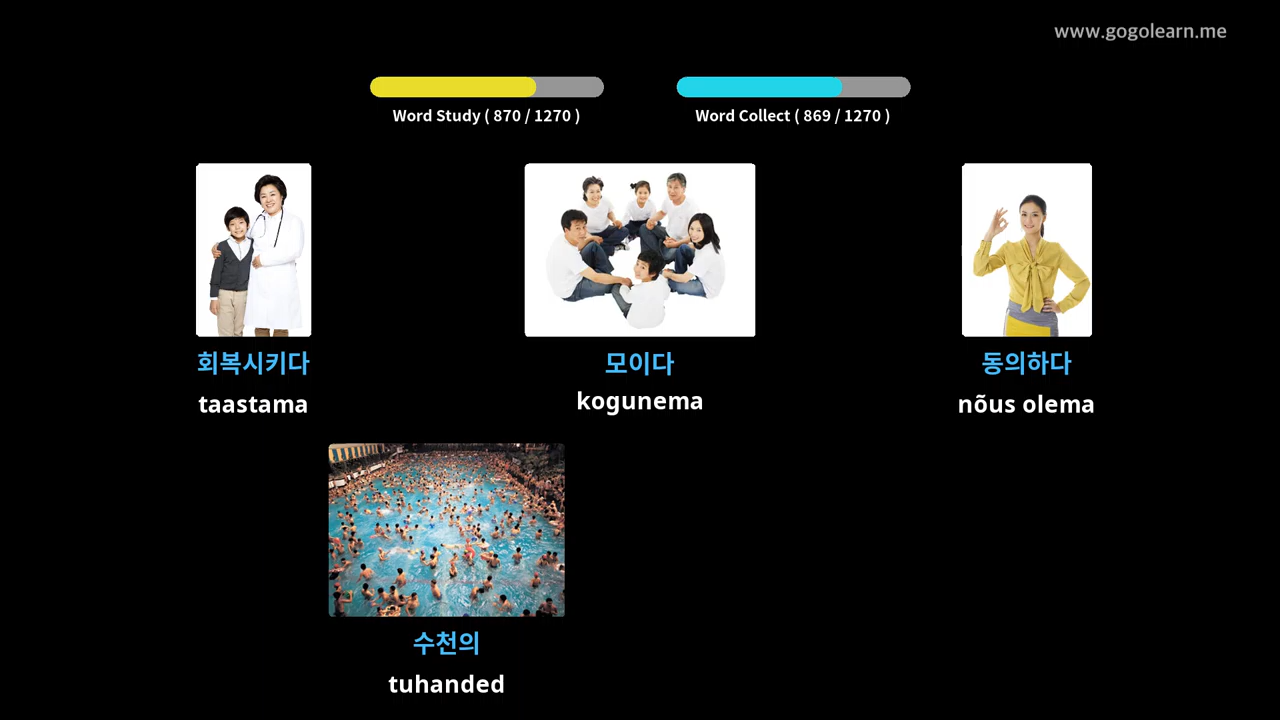 www.gogolearn.me
Word Study ( 870 / 1270 )
Word Collect ( 869 / 1270 )
회복시키다
taastama
모이다
kogunema
동의하다
nõus olema
수천의
tuhanded